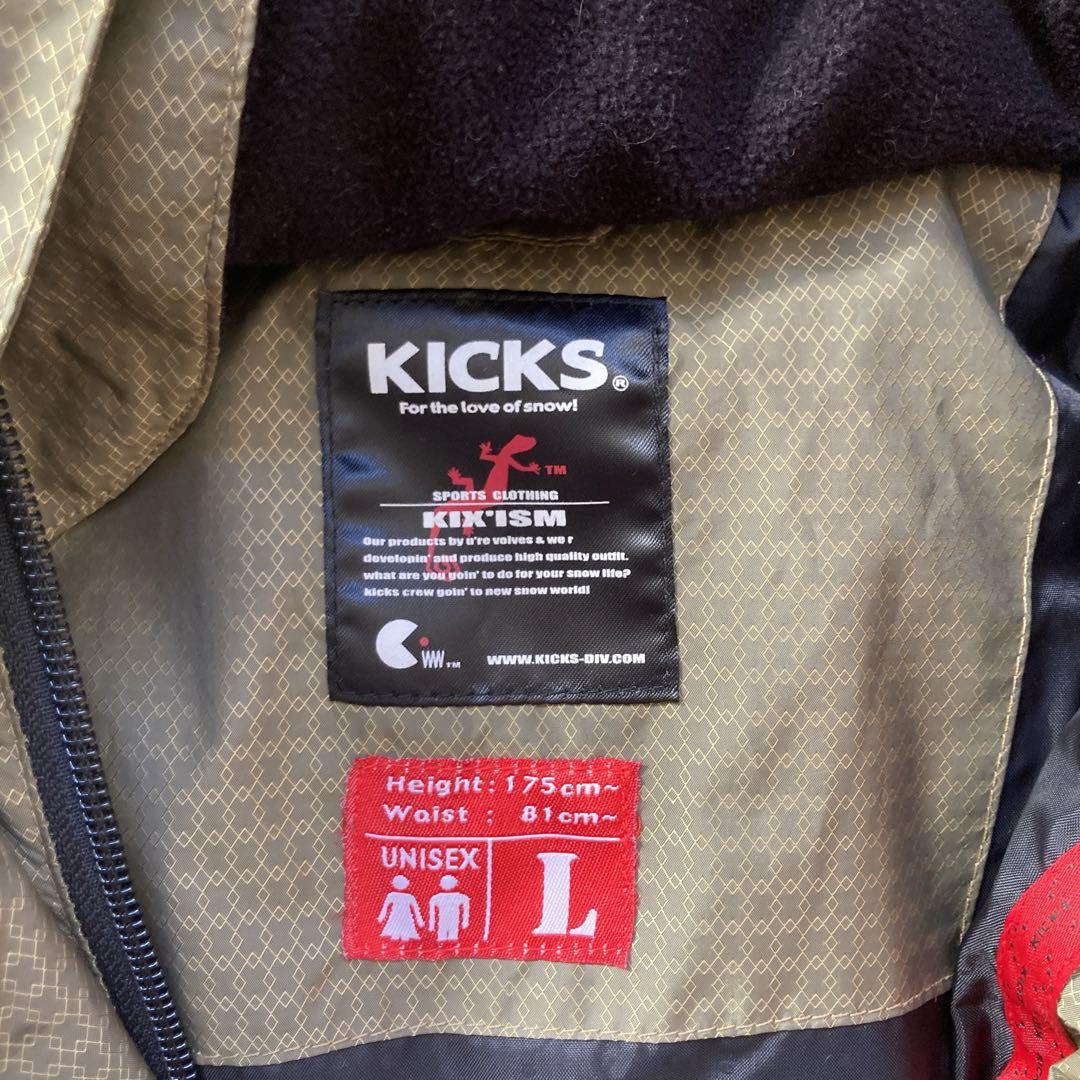 KICKS®
For the love of snow!
TM
SPORTS CLOTHING
KIX'ISM
Our products by u're volves & we r
developin' and produce high quality outfit.
what are you goin' to do for your snow life?
kicks crew goin' to new snow world!
TM
WWW.KICKS-DIV.COM
Height: 175cm~
Waist : 81cm~
UNISEX
L
KICKS